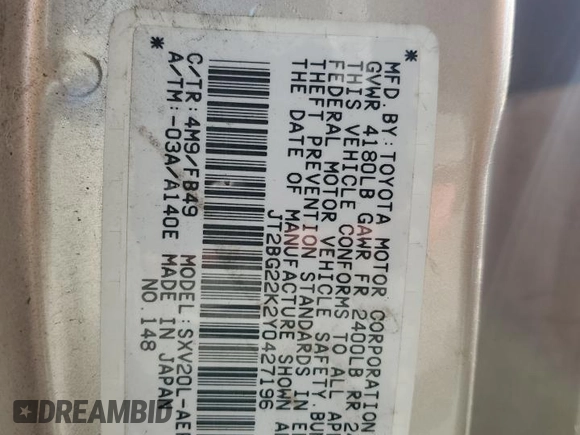 MFD. BY: TOYOTA MOTOR CORPORATION
GVWR 4180LB GAWR FR 2400LB RR
THIS VEHICLE CONFORMS TO ALL
FEDERAL MOTOR VEHICLE SAFETY,
THEFT PREVENTION STANDARDS IN
THE DATE OF MANUFACTURE SHOWN
JT2BG22K2Y0427196
*
*
C/TR: 4M9/FB49 MODEL: SXV20L-
A/TM: -03A/A140E MADE IN JAPAN
NO. 148
DREAMBID